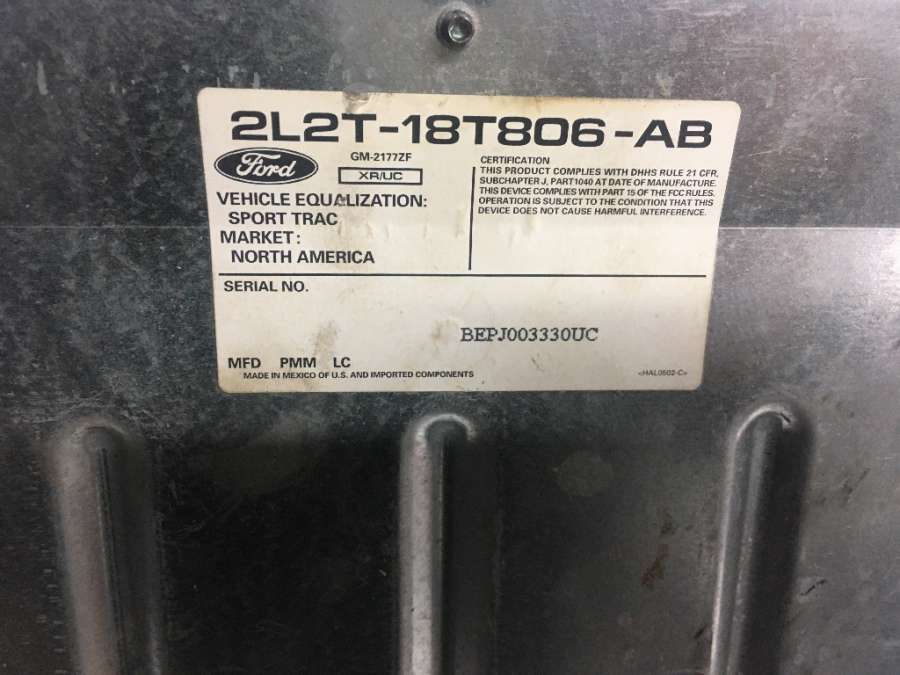 2L2T-18T806-AB
Ford
GM-2177ZF
XR/UC
VEHICLE EQUALIZATION:
SPORT TRAC
MARKET:
NORTH AMERICA
CERTIFICATION
THIS PRODUCT COMPLIES WITH DHHS RULE 21 CFR,
SUBCHAPTER J, PART1040 AT DATE OF MANUFACTURE.
THIS DEVICE COMPLIES WITH PART 15 OF THE FCC RULES.
OPERATION IS SUBJECT TO THE CONDITION THAT THIS
DEVICE DOES NOT CAUSE HARMFUL INTERFERENCE.
SERIAL NO.
BEPJ003330UC
MFD PMM LC
MADE IN MEXICO OF U.S. AND IMPORTED COMPONENTS
<HAL0502-C>